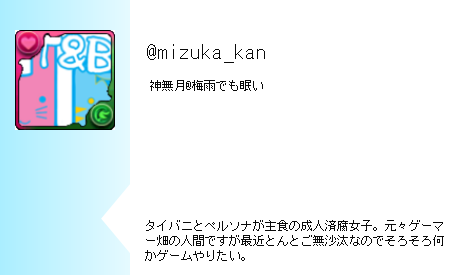 T&B
@mizuka_kan
神無月@梅雨でも眠い
タイバニとペルソナが主食の成人済腐女子。元々ゲーマ
ー畑の人間ですが最近とんとご無沙汰なのでそろそろ何
かゲームやりたい。